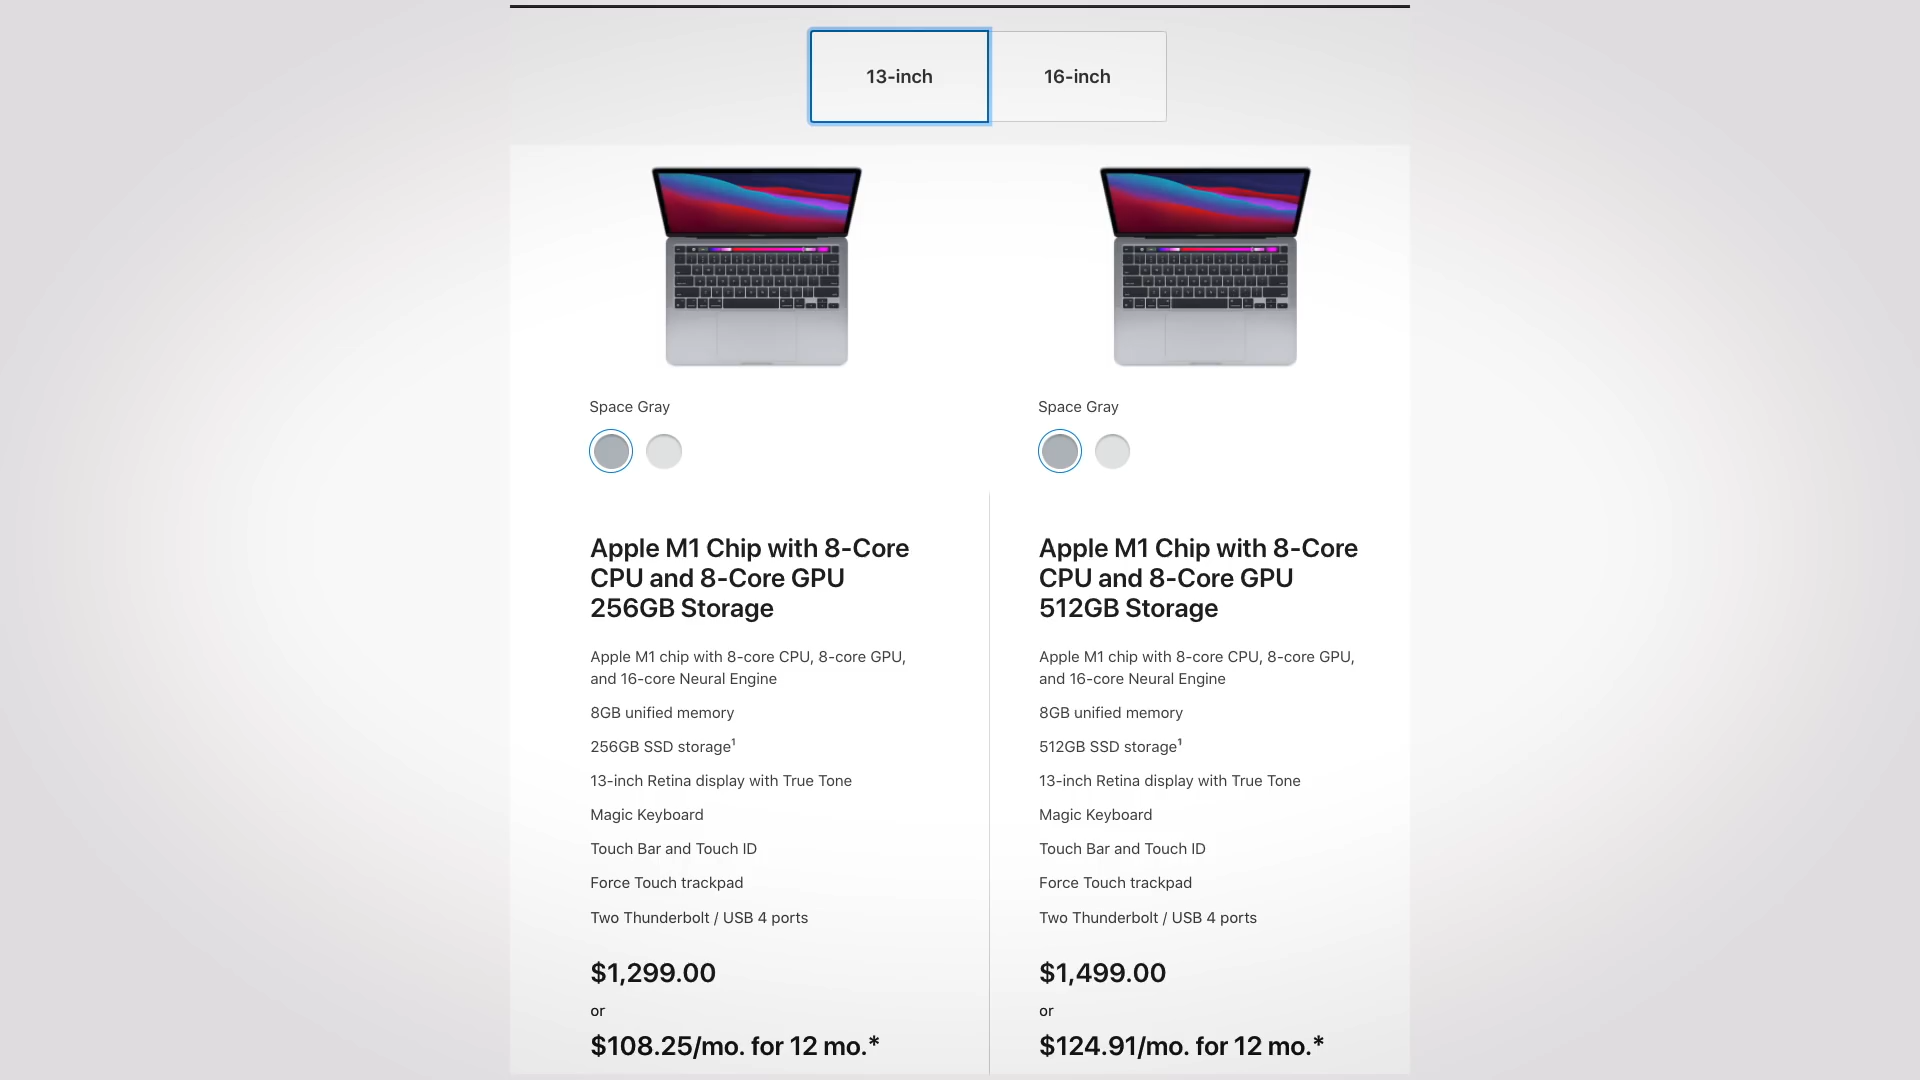 13-inch
16-inch
Space Gray
Apple M1 Chip with 8-Core
CPU and 8-Core GPU
256GB Storage
Apple M1 chip with 8-core CPU, 8-core GPU,
and 16-core Neural Engine
8GB unified memory
256GB SSD storage¹
13-inch Retina display with True Tone
Magic Keyboard
Touch Bar and Touch ID
Force Touch trackpad
Two Thunderbolt / USB 4 ports
$1,299.00
or
$108.25/mo. for 12 mo.*
Space Gray
Apple M1 Chip with 8-Core
CPU and 8-Core GPU
512GB Storage
Apple M1 chip with 8-core CPU, 8-core GPU,
and 16-core Neural Engine
8GB unified memory
512GB SSD storage¹
13-inch Retina display with True Tone
Magic Keyboard
Touch Bar and Touch ID
Force Touch trackpad
Two Thunderbolt / USB 4 ports
$1,499.00
or
$124.91/mo. for 12 mo.*